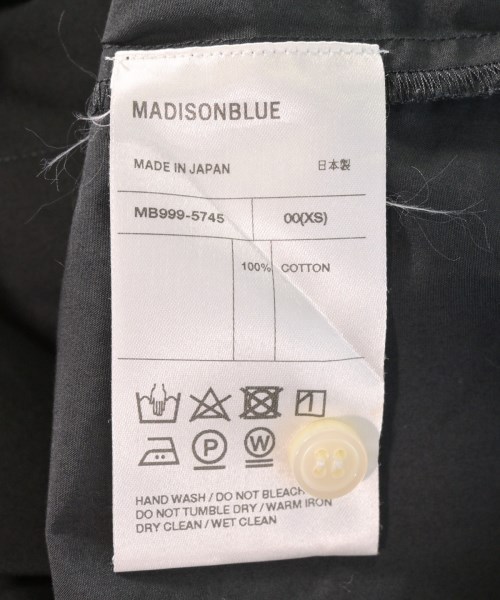 MADISONBLUE
MADE IN JAPAN 日本製
MB999-5745 00(XS)
100% COTTON
P W
HAND WASH / DO NOT BLEACH
DO NOT TUMBLE DRY / WARM IRON
DRY CLEAN / WET CLEAN